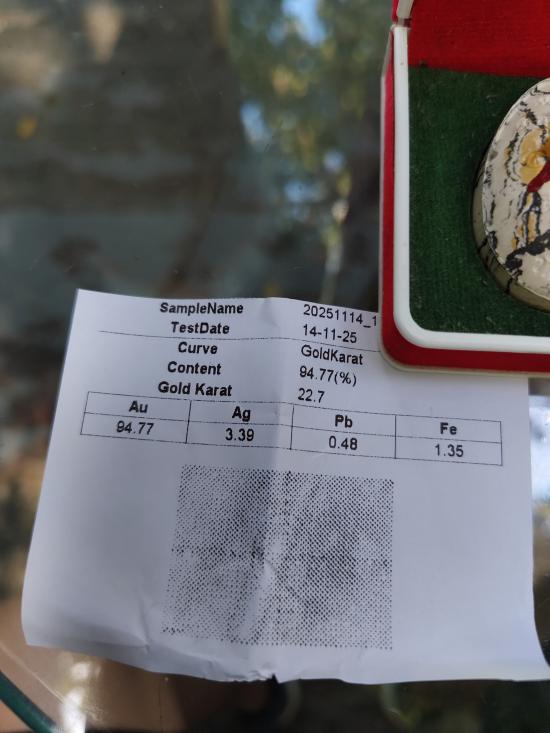 SampleName 20251114_1
TestDate 14-11-25
Curve GoldKarat
Content 94.77(%)
Gold Karat 22.7
Au Ag Pb Fe
94.77 3.39 0.48 1.35